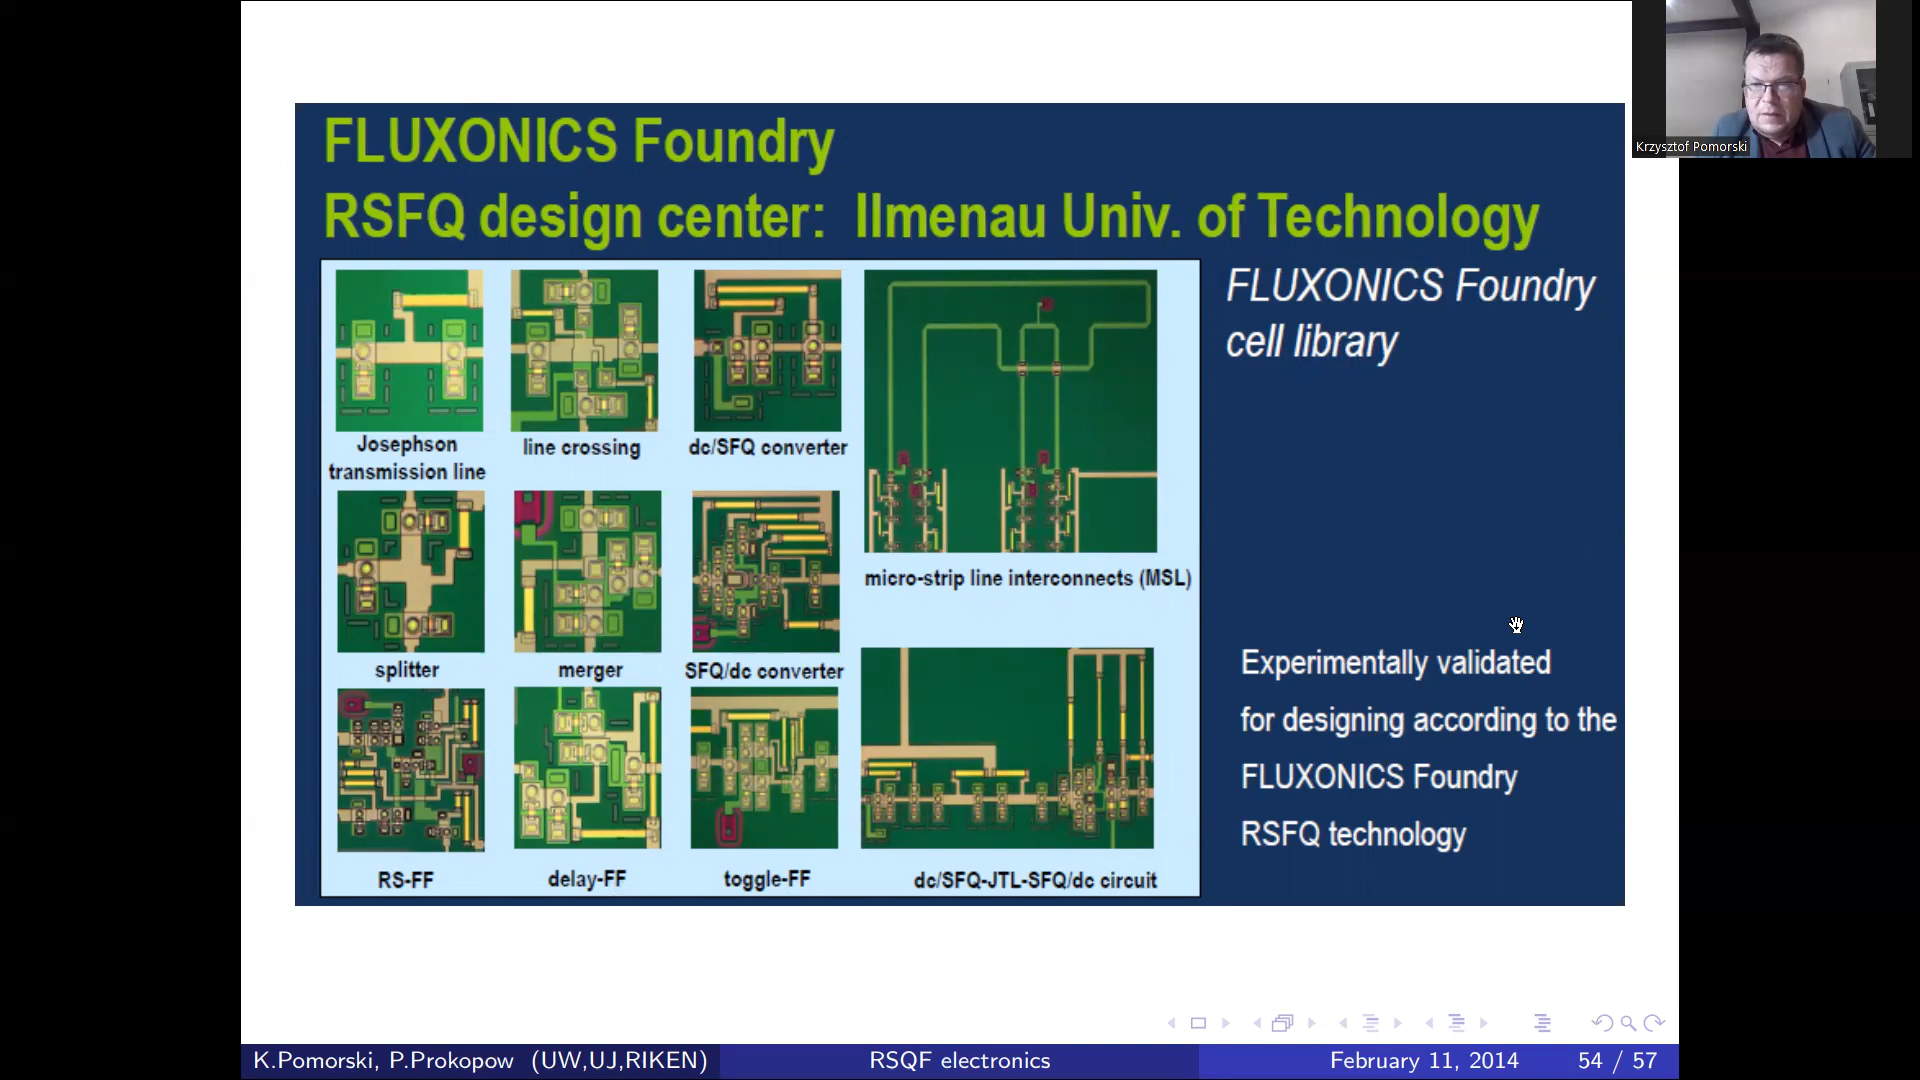 Krzysztof Pomorski
FLUXONICS Foundry
RSFQ design center: Ilmenau Univ. of Technology
FLUXONICS Foundry
cell library
Josephson
transmission line
line crossing
dc/SFQ converter
micro-strip line interconnects (MSL)
splitter
merger
SFQ/dc converter
Experimentally validated
for designing according to the
FLUXONICS Foundry
RSFQ technology
RS-FF
delay-FF
toggle-FF
dc/SFQ-JTL-SFQ/dc circuit
K.Pomorski, P.Prokopow (UW,UJ,RIKEN)
RSQF electronics
February 11, 2014
54 / 57